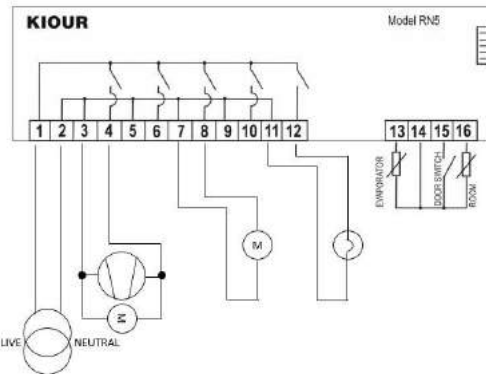 KIOUR
Model RN5
1 2 3 4 5 6 7 8 9 10 11 12
13 14 15 16
EVAPORATOR
DOOR SWITCH
ROOM
M
M
LIVE
NEUTRAL